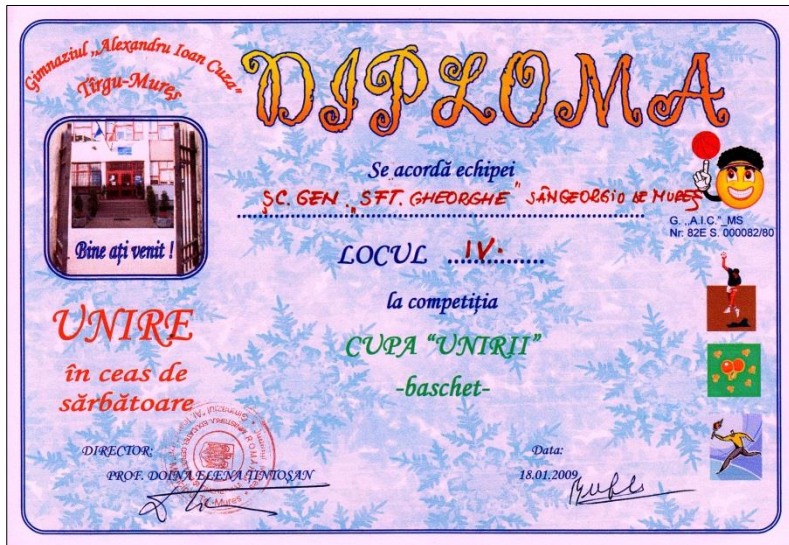 Gimnaziul „Alexandru Ioan Cuza”
Tîrgu-Mureş
DIPLOMA
Se acordă echipei
ŞC. GEN. „SFT. GHEORGHE” SÂNGEORGIO DE MUREŞ
G. „A.I.C.”_MS
Nr: 82E S. 000082/80
Bine aţi venit !
LOCUL ...IV.............
la competiţia
UNIRE
CUPA “UNIRII”
în ceas de
sărbătoare
-baschet-
DIRECTOR:
PROF. DOINA ELENA ŢINTOŞAN
Data:
18.01.2009